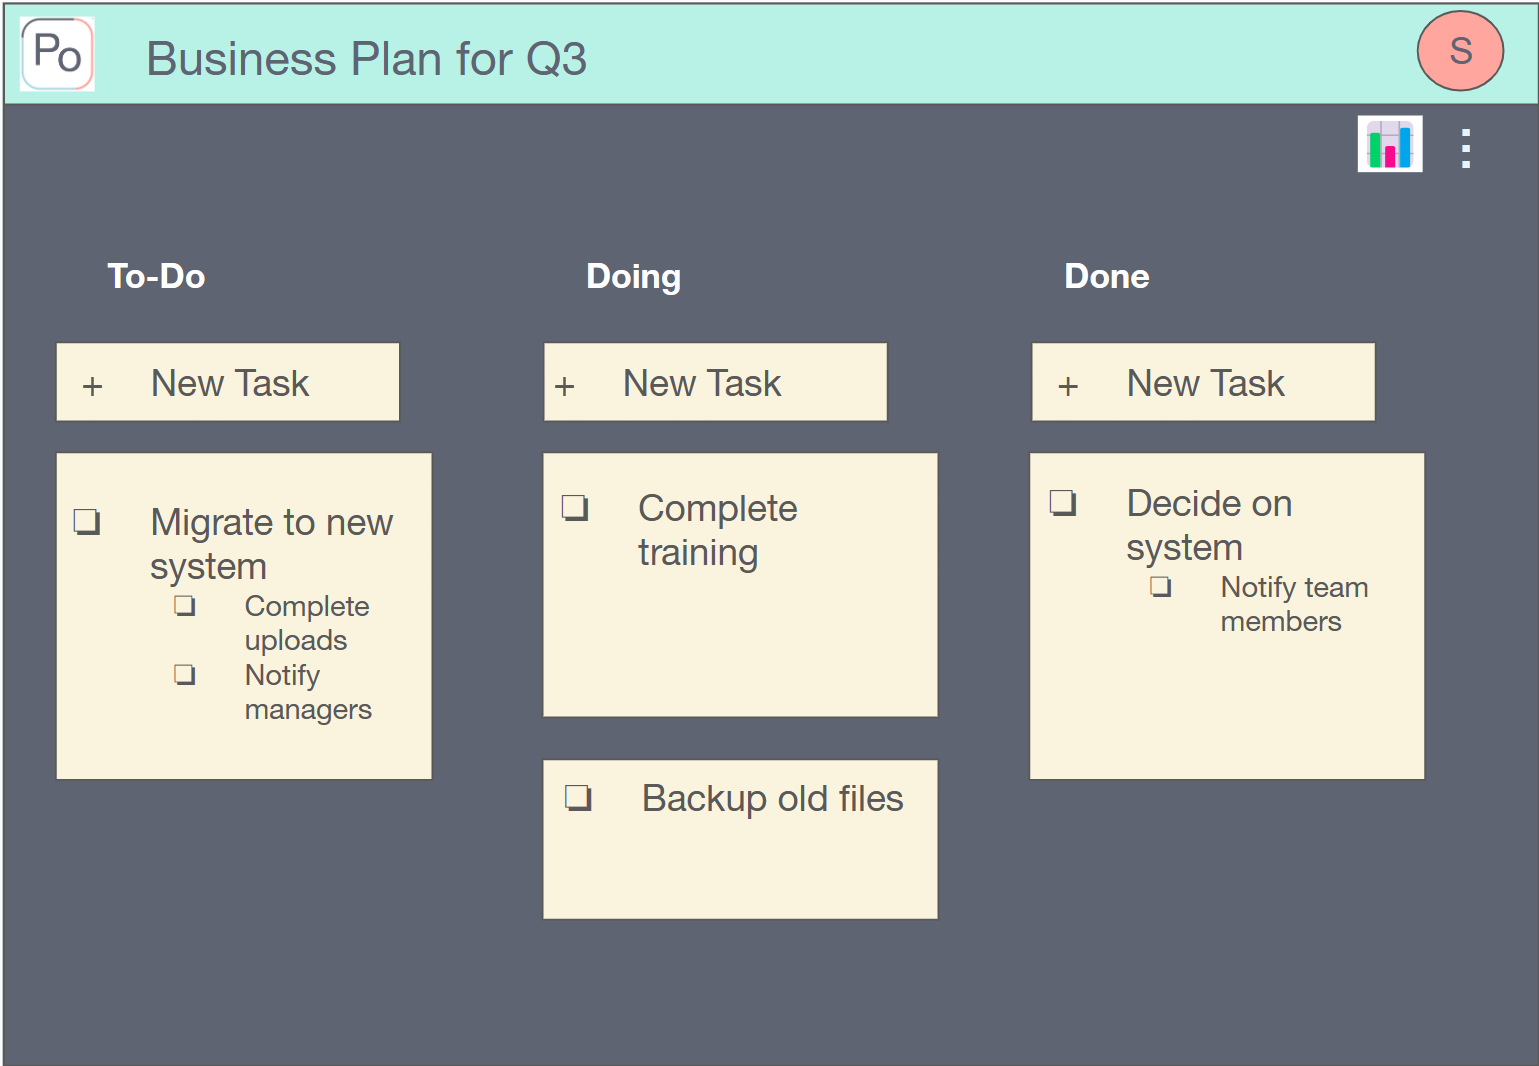 Po
Business Plan for Q3
S
To-Do
Doing
Done
+ New Task
+ New Task
+ New Task
Migrate to new
system
Complete
uploads
Notify
managers
Complete
training
Backup old files
Decide on
system
Notify team
members